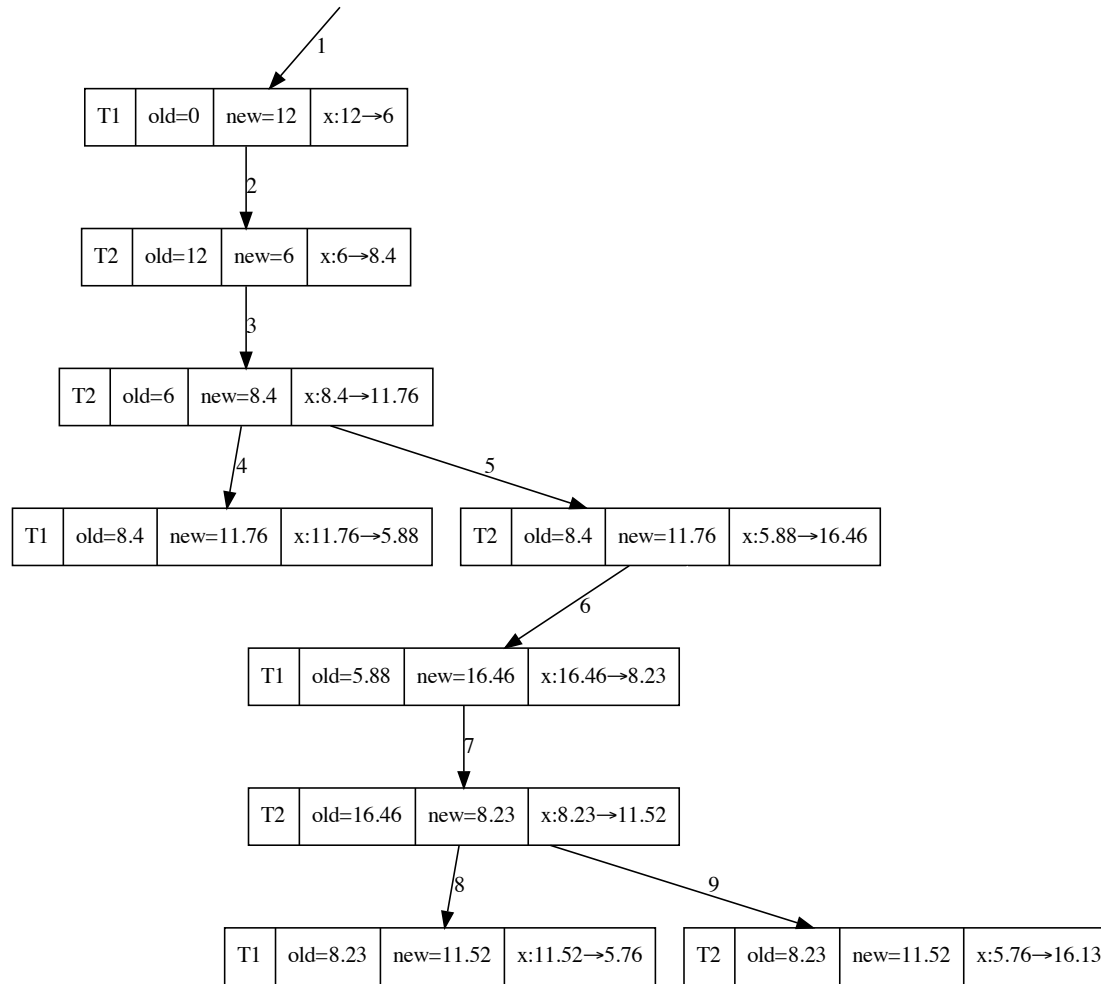 1
T1 old=0 new=12 x:12→6
2
T2 old=12 new=6 x:6→8.4
3
T2 old=6 new=8.4 x:8.4→11.76
4 5
T1 old=8.4 new=11.76 x:11.76→5.88 T2 old=8.4 new=11.76 x:5.88→16.46
6
T1 old=5.88 new=16.46 x:16.46→8.23
7
T2 old=16.46 new=8.23 x:8.23→11.52
8 9
T1 old=8.23 new=11.52 x:11.52→5.76 T2 old=8.23 new=11.52 x:5.76→16.13